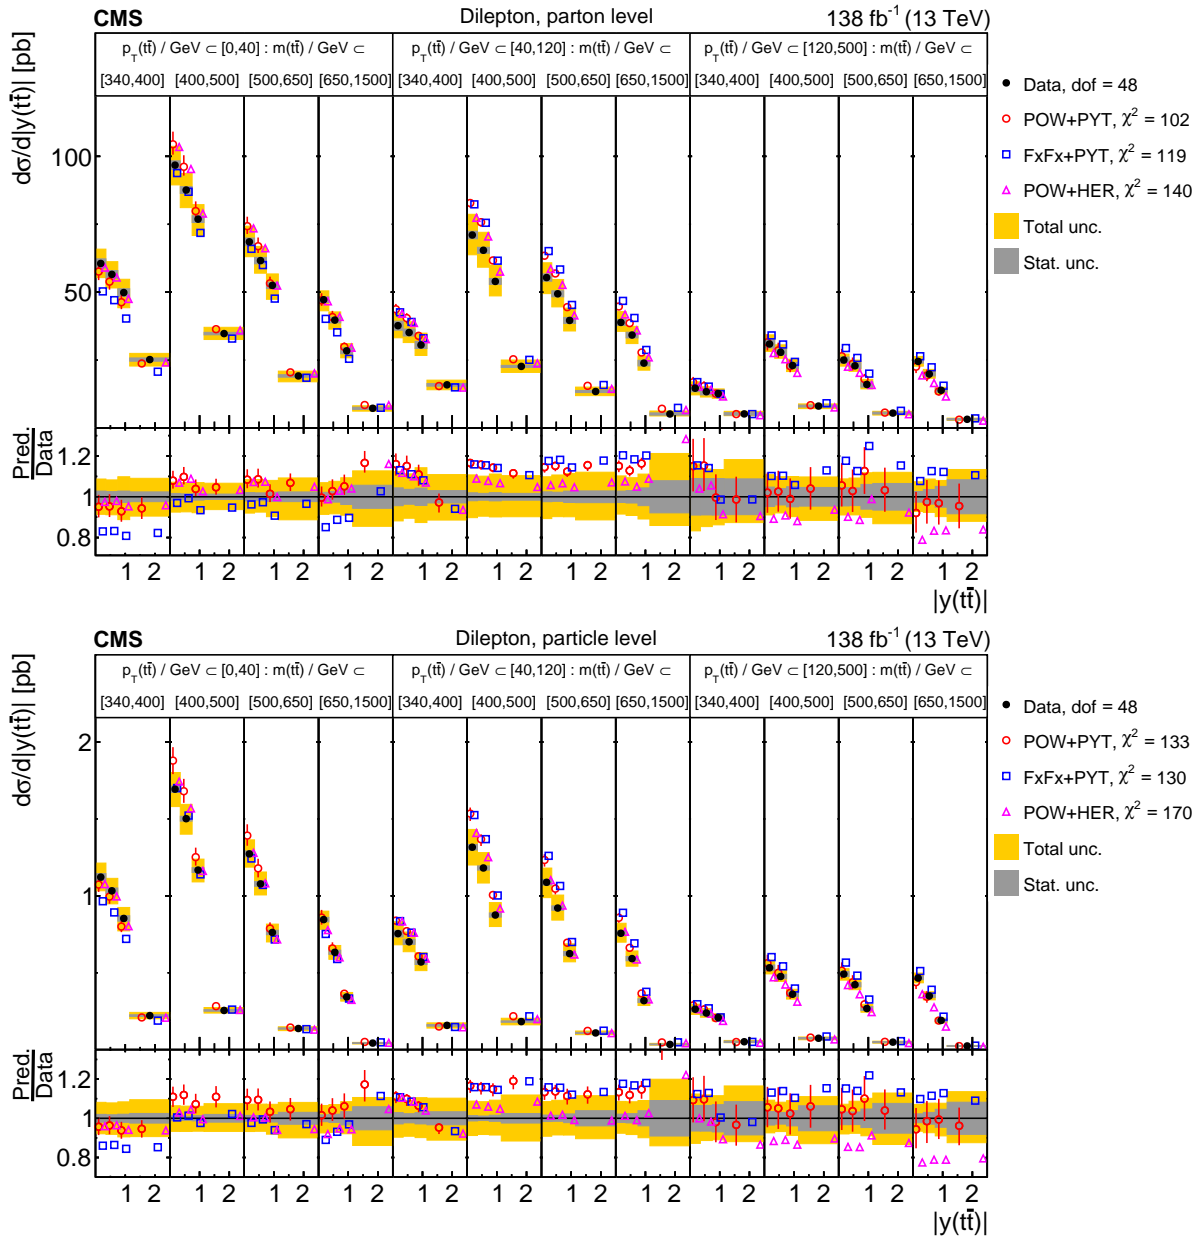 CMS Dilepton, parton level 138 fb⁻¹ (13 TeV)
p_T(tt̄) / GeV ⊂ [0,40] : m(tt̄) / GeV ⊂ p_T(tt̄) / GeV ⊂ [40,120] : m(tt̄) / GeV ⊂ p_T(tt̄) / GeV ⊂ [120,500] : m(tt̄) / GeV ⊂
[340,400] [400,500] [500,650] [650,1500] [340,400] [400,500] [500,650] [650,1500] [340,400] [400,500] [500,650] [650,1500]
dσ/d|y(tt̄)| [pb]
100
50
Data, dof = 48
POW+PYT, χ² = 102
FxFx+PYT, χ² = 119
POW+HER, χ² = 140
Total unc.
Stat. unc.
Pred.
Data
1.2
1
0.8
1 2 1 2 1 2 1 2 1 2 1 2 1 2 1 2 1 2 1 2 1 2 1 2
|y(tt̄)|
CMS Dilepton, particle level 138 fb⁻¹ (13 TeV)
p_T(tt̄) / GeV ⊂ [0,40] : m(tt̄) / GeV ⊂ p_T(tt̄) / GeV ⊂ [40,120] : m(tt̄) / GeV ⊂ p_T(tt̄) / GeV ⊂ [120,500] : m(tt̄) / GeV ⊂
[340,400] [400,500] [500,650] [650,1500] [340,400] [400,500] [500,650] [650,1500] [340,400] [400,500] [500,650] [650,1500]
dσ/d|y(tt̄)| [pb]
2
1
Data, dof = 48
POW+PYT, χ² = 133
FxFx+PYT, χ² = 130
POW+HER, χ² = 170
Total unc.
Stat. unc.
Pred.
Data
1.2
1
0.8
1 2 1 2 1 2 1 2 1 2 1 2 1 2 1 2 1 2 1 2 1 2 1 2
|y(tt̄)|